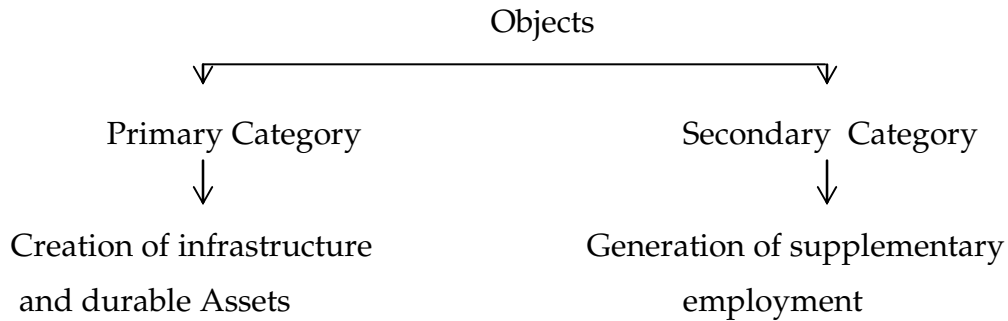 Objects
Primary Category
Secondary Category
Creation of infrastructure
and durable Assets
Generation of supplementary
employment